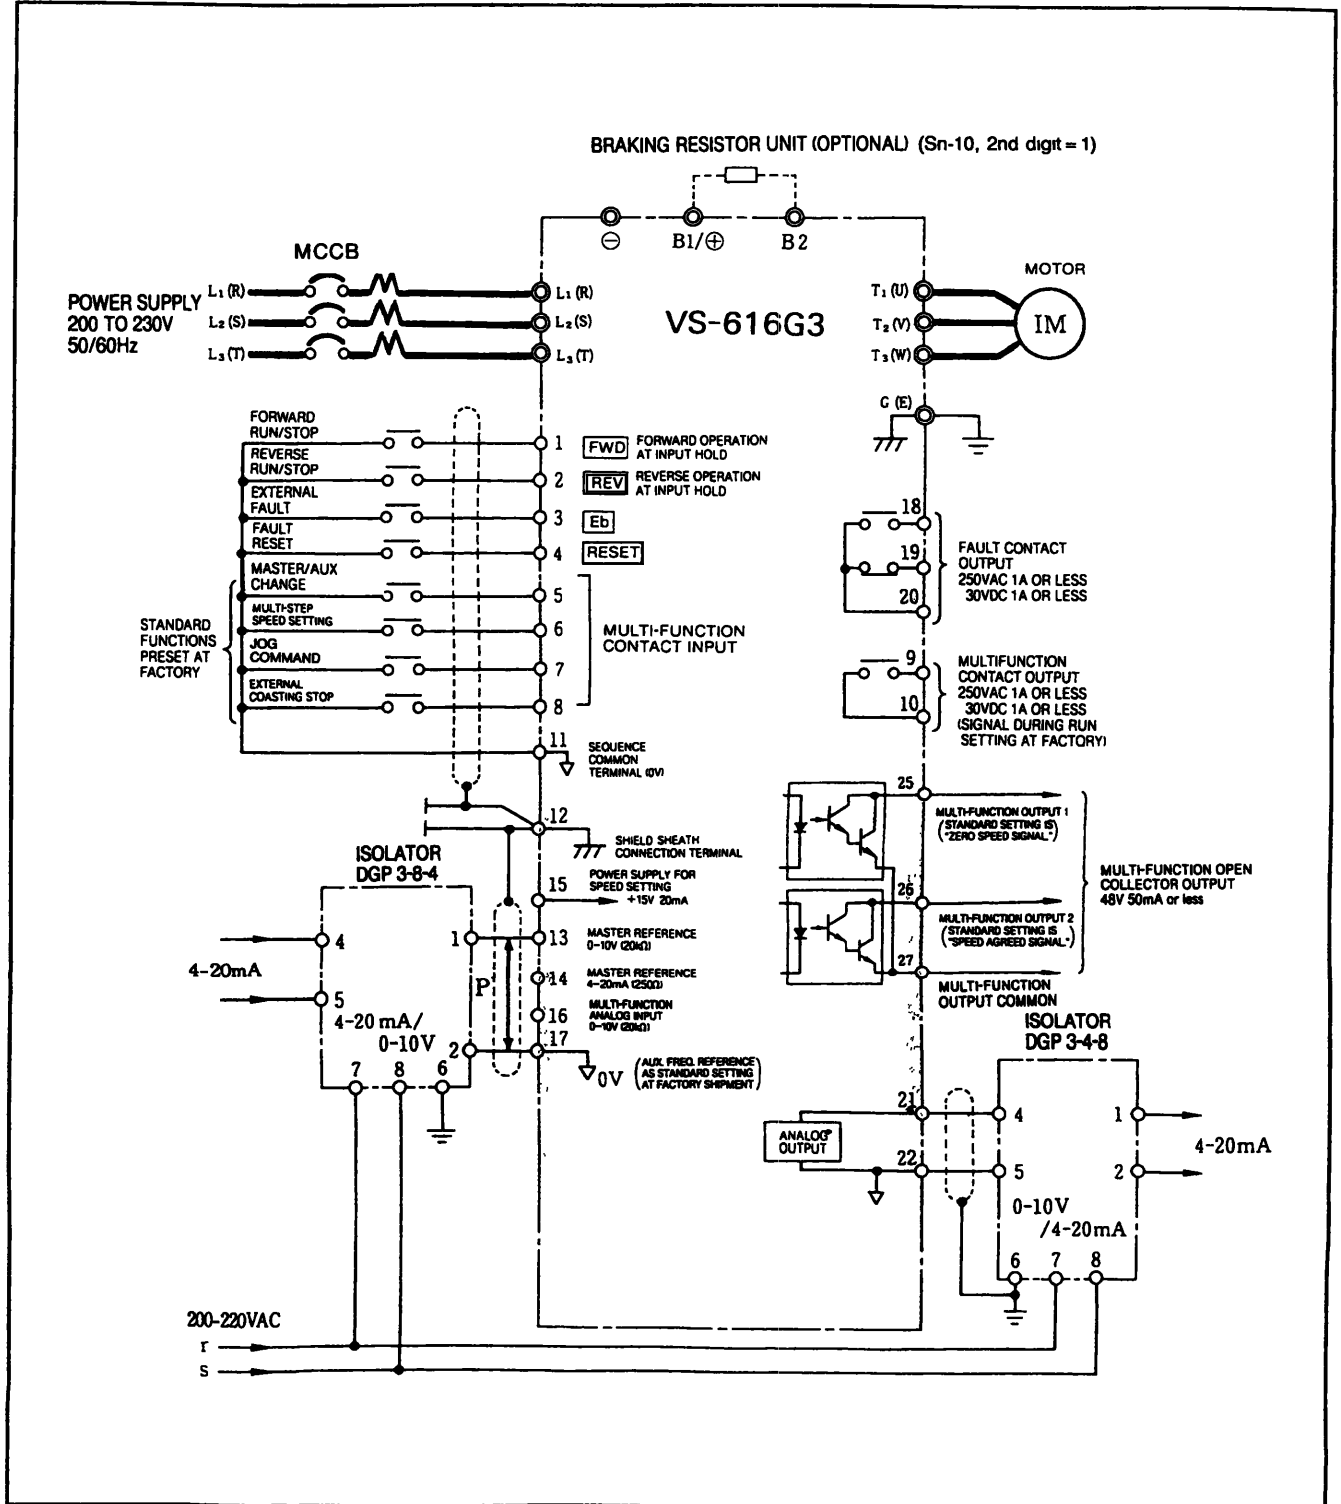 BRAKING RESISTOR UNIT (OPTIONAL) (Sn-10, 2nd digit = 1)
⊖
B1/⊕
B2
MCCB
POWER SUPPLY
200 TO 230V
50/60Hz
L1 (R)
L2 (S)
L3 (T)
L1 (R)
L2 (S)
L3 (T)
VS-616G3
T1 (U)
T2 (V)
T3 (W)
MOTOR
IM
G (E)
FORWARD
RUN/STOP
REVERSE
RUN/STOP
EXTERNAL
FAULT
FAULT
RESET
MASTER/AUX
CHANGE
MULTI-STEP
SPEED SETTING
JOG
COMMAND
EXTERNAL
COASTING STOP
STANDARD
FUNCTIONS
PRESET AT
FACTORY
1
FWD
FORWARD OPERATION
AT INPUT HOLD
2
REV
REVERSE OPERATION
AT INPUT HOLD
3
Eb
4
RESET
5
6
7
8
MULTI-FUNCTION
CONTACT INPUT
11
SEQUENCE
COMMON
TERMINAL (0V)
12
SHIELD SHEATH
CONNECTION TERMINAL
15
POWER SUPPLY FOR
SPEED SETTING
+15V 20mA
13
MASTER REFERENCE
0-10V (20kΩ)
14
MASTER REFERENCE
4-20mA (250Ω)
16
MULTI-FUNCTION
ANALOG INPUT
0-10V (20kΩ)
17
0V
(AUX. FREQ. REFERENCE
AS STANDARD SETTING
AT FACTORY SHIPMENT)
ISOLATOR
DGP 3-8-4
4-20mA
4
5
1
2
P
4-20 mA/
0-10V
7
8
6
18
19
20
FAULT CONTACT
OUTPUT
250VAC 1A OR LESS
30VDC 1A OR LESS
9
10
MULTIFUNCTION
CONTACT OUTPUT
250VAC 1A OR LESS
30VDC 1A OR LESS
(SIGNAL DURING RUN
SETTING AT FACTORY)
25
MULTI-FUNCTION OUTPUT 1
(STANDARD SETTING IS
"ZERO SPEED SIGNAL.")
26
MULTI-FUNCTION OUTPUT 2
(STANDARD SETTING IS
"SPEED AGREED SIGNAL.")
27
MULTI-FUNCTION
OUTPUT COMMON
MULTI-FUNCTION OPEN
COLLECTOR OUTPUT
48V 50mA or less
ISOLATOR
DGP 3-4-8
ANALOG
OUTPUT
21
22
4
5
1
2
4-20mA
0-10V
/4-20mA
6
7
8
200-220VAC
r
s